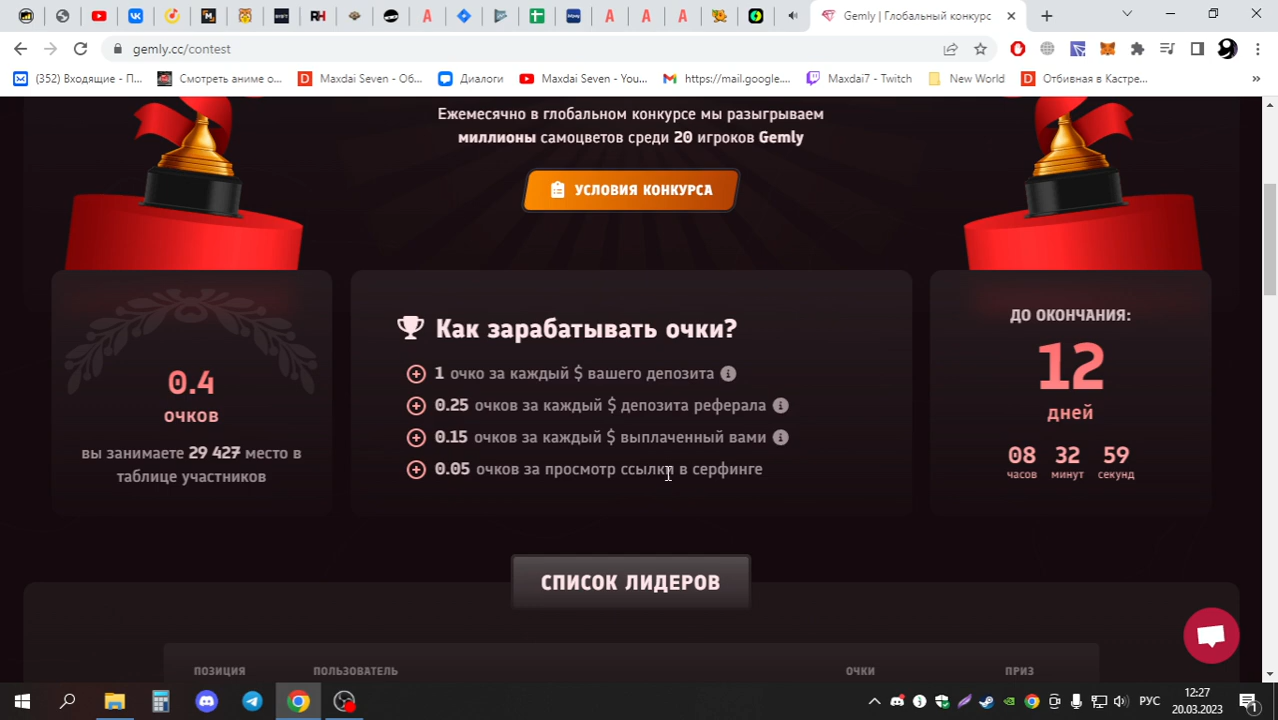 Gemly | Глобальный конкурс
gemly.cc/contest
(352) Входящие - П...
Смотреть аниме о...
Maxdai Seven - Об...
Диалоги
Maxdai Seven - You...
https://mail.google....
Maxdai7 - Twitch
New World
Отбивная в Кастре...
Ежемесячно в глобальном конкурсе мы разыгрываем
миллионы самоцветов среди 20 игроков Gemly
УСЛОВИЯ КОНКУРСА
0.4
очков
вы занимаете 29 427 место в
таблице участников
Как зарабатывать очки?
1 очко за каждый $ вашего депозита
0.25 очков за каждый $ депозита реферала
0.15 очков за каждый $ выплаченный вами
0.05 очков за просмотр ссылки в серфинге
ДО ОКОНЧАНИЯ:
12
дней
08 32 59
часов минут секунд
СПИСОК ЛИДЕРОВ
ПОЗИЦИЯ ПОЛЬЗОВАТЕЛЬ ОЧКИ ПРИЗ
РУС
12:27
20.03.2023
1